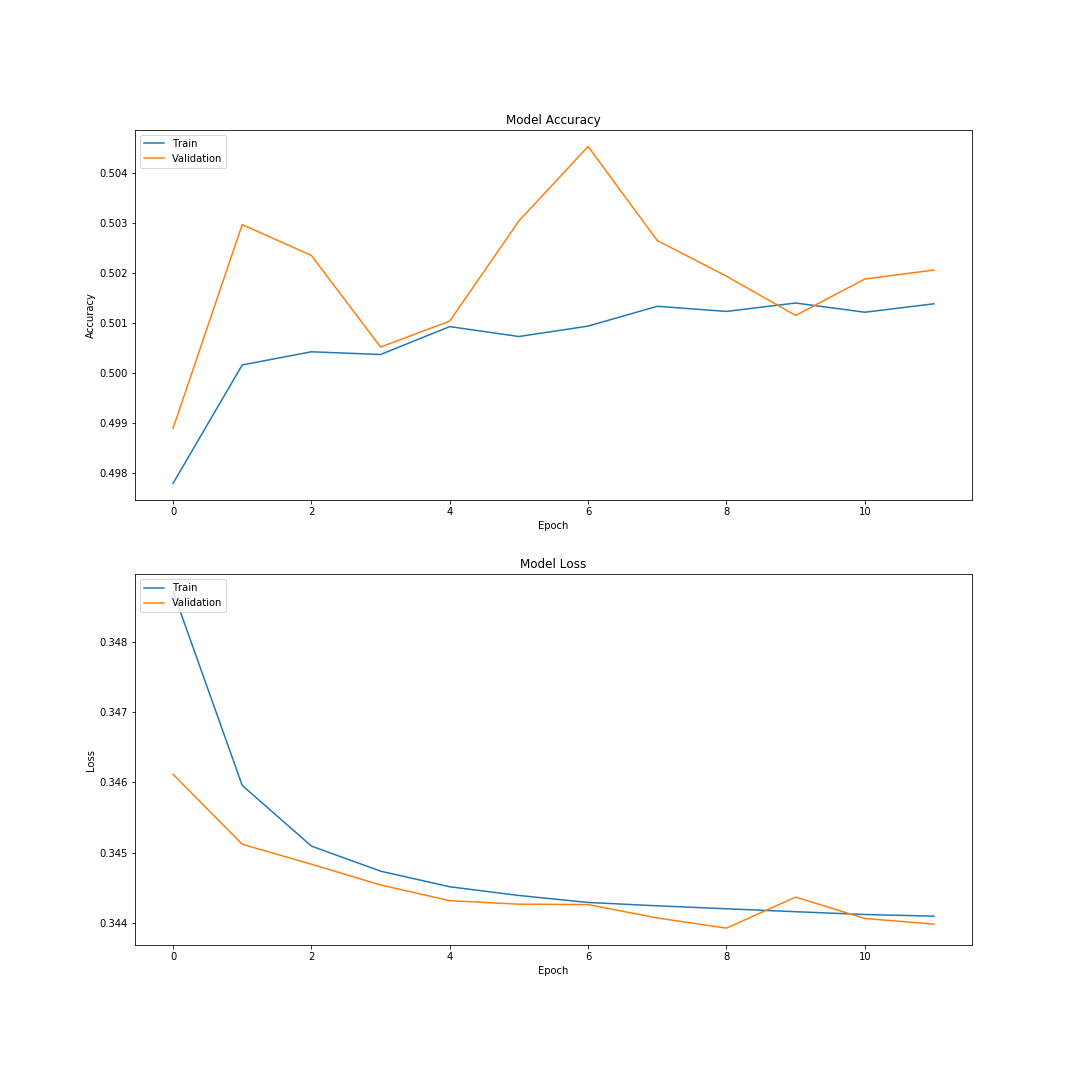 Model Accuracy
Train
Validation
0.504
0.503
0.502
0.501
0.500
0.499
0.498
Accuracy
0 2 4 6 8 10
Epoch
Model Loss
Train
Validation
0.348
0.347
0.346
0.345
0.344
Loss
0 2 4 6 8 10
Epoch